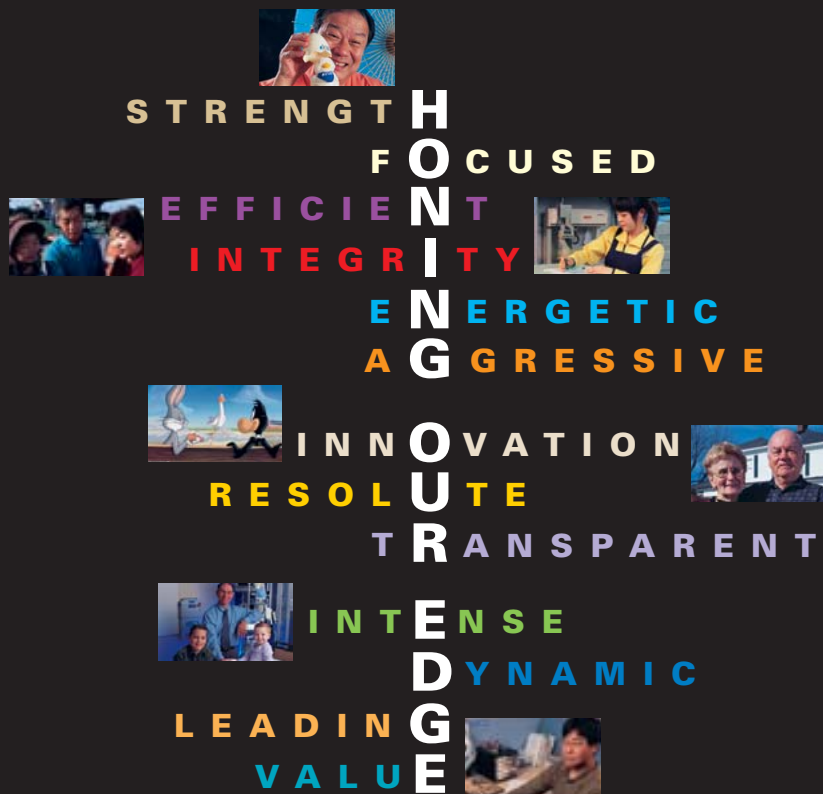 STRENGTH
FOCUSED
EFFICIENT
INTEGRITY
ENERGETIC
AGGRESSIVE
INNOVATION
RESOLUTE
TRANSPARENT
INTENSE
DYNAMIC
LEADING
VALUE